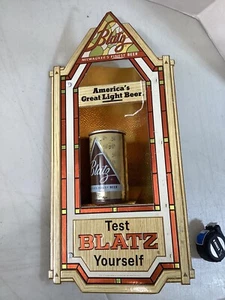 Blatz
MILWAUKEE'S FINEST BEER
America's
Great Light Beer
Blatz
Test
BLATZ
Yourself